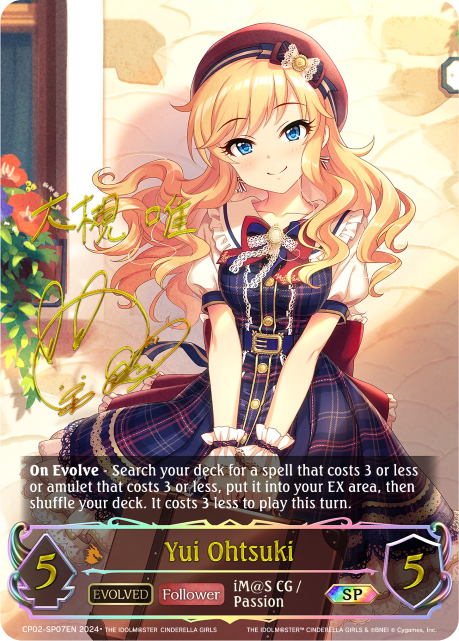 大槻 唯
On Evolve - Search your deck for a spell that costs 3 or less
or amulet that costs 3 or less, put it into your EX area, then
shuffle your deck. It costs 3 less to play this turn.
Yui Ohtsuki
5
5
EVOLVED
Follower
iM@S CG /
Passion
SP
CP02-SP07EN 2024 • THE IDOLM@STER CINDERELLA GIRLS THE IDOLM@STER™ CINDERELLA GIRLS & ©BNEI © Cygames, Inc.